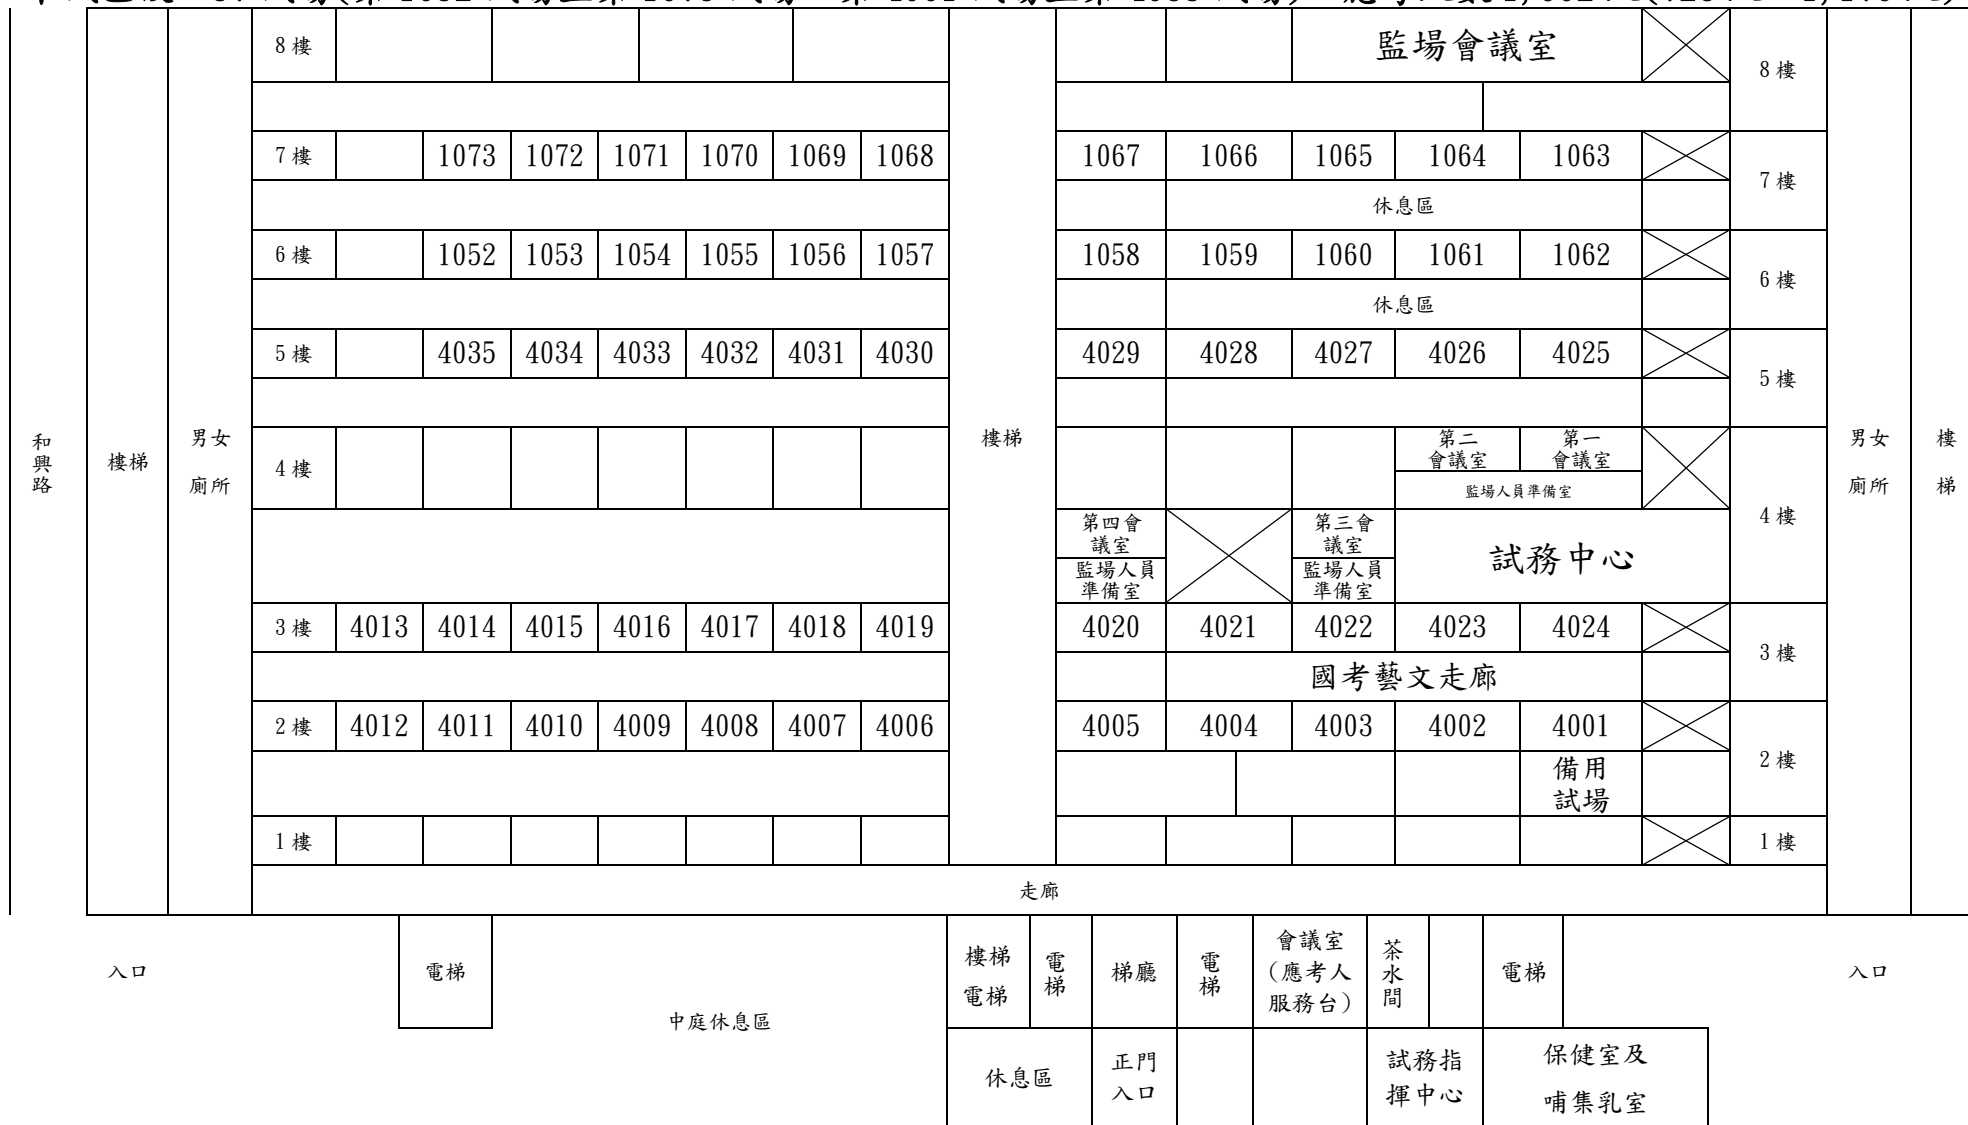 8樓 監場會議室
8樓
7樓 1073 1072 1071 1070 1069 1068 1067 1066 1065 1064 1063
7樓
休息區
6樓 1052 1053 1054 1055 1056 1057 1058 1059 1060 1061 1062
6樓
休息區
5樓 4035 4034 4033 4032 4031 4030 4029 4028 4027 4026 4025
5樓
和興路
樓梯
男女
廁所
4樓
樓梯
第二
會議室
第一
會議室
監場人員準備室
男女
廁所
樓
梯
4樓
第四會
議室
監場人員
準備室
第三會
議室
監場人員
準備室
試務中心
3樓 4013 4014 4015 4016 4017 4018 4019 4020 4021 4022 4023 4024
3樓
國考藝文走廊
2樓 4012 4011 4010 4009 4008 4007 4006 4005 4004 4003 4002 4001
2樓
備用
試場
1樓 1樓
走廊
入口
電梯
中庭休息區
樓梯
電梯
電梯
梯廳
電梯
會議室
(應考人
服務台)
茶水間
電梯
入口
休息區
正門
入口
試務指
揮中心
保健室及
哺集乳室